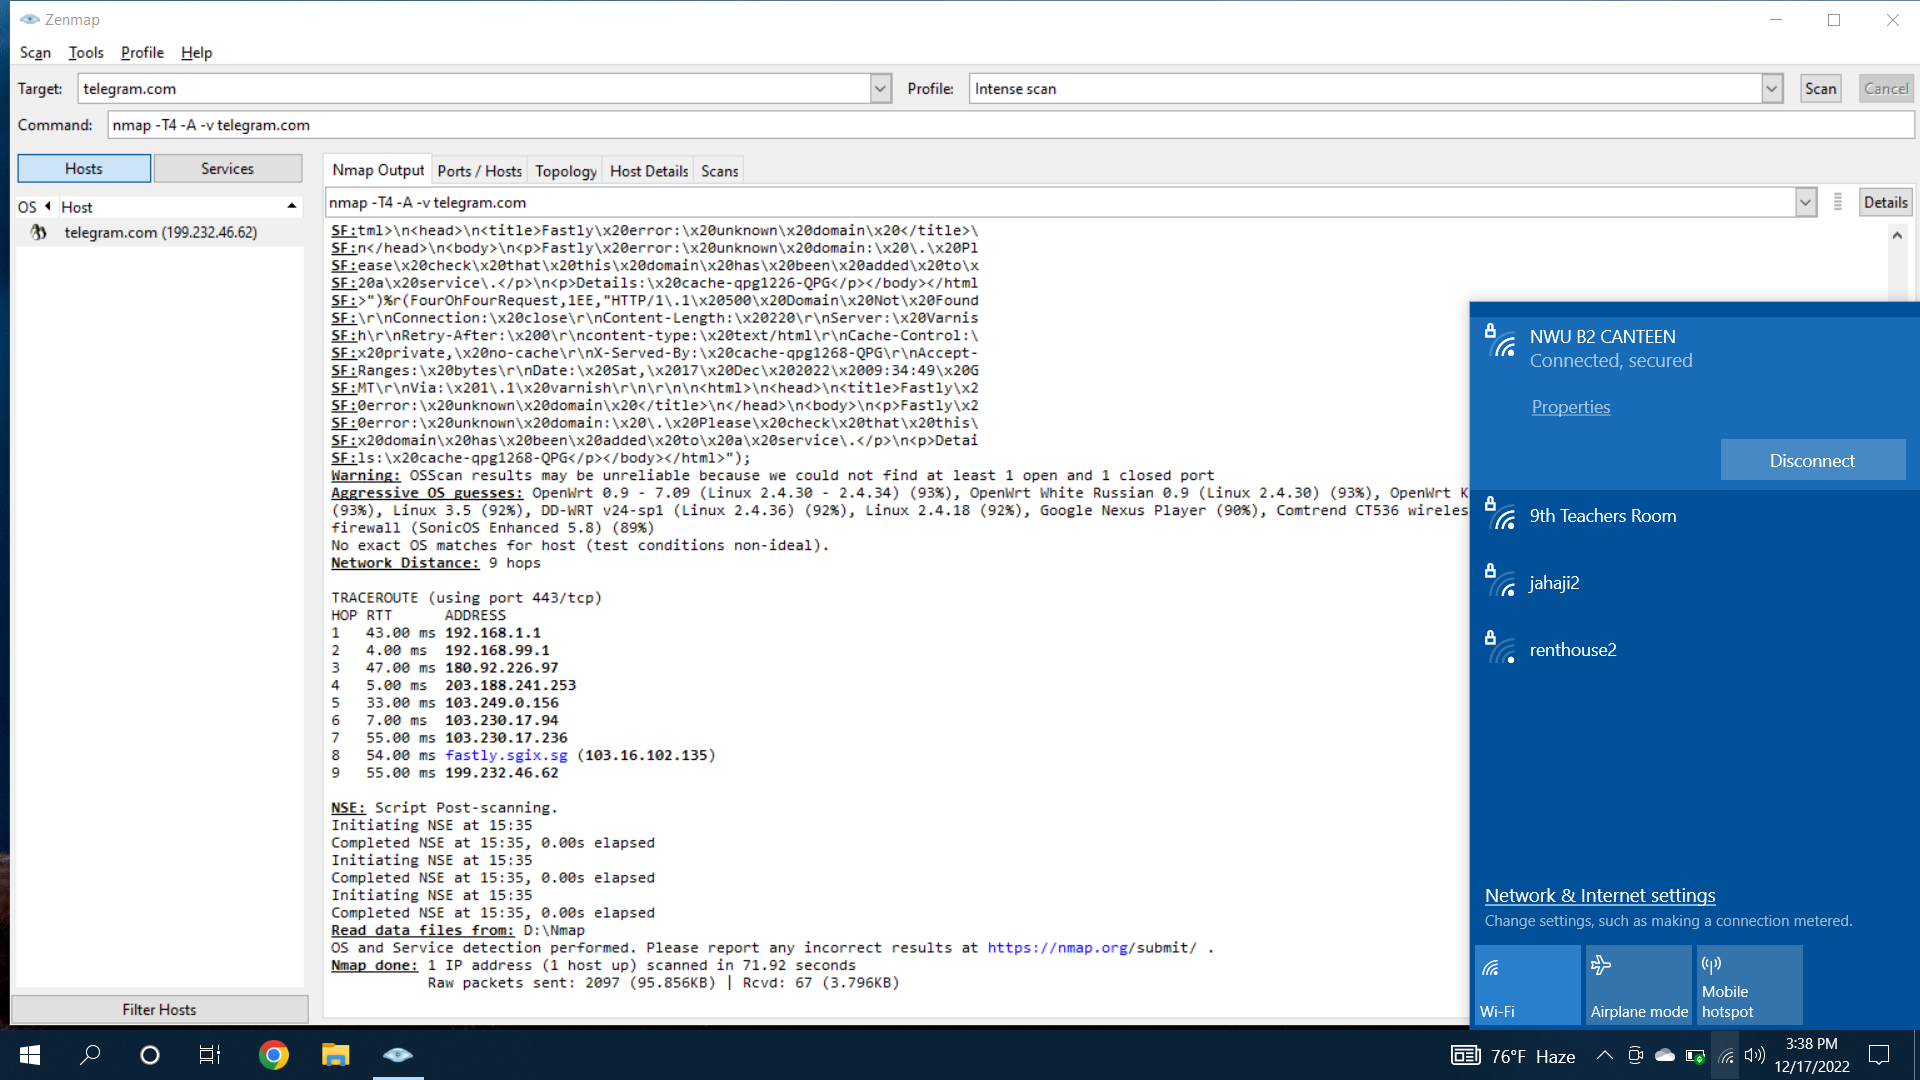 Zenmap
Scan Tools Profile Help
Target: telegram.com Profile: Intense scan Scan Cancel
Command: nmap -T4 -A -v telegram.com
Hosts Services
OS Host
telegram.com (199.232.46.62)
Filter Hosts
Nmap Output Ports / Hosts Topology Host Details Scans
nmap -T4 -A -v telegram.com Details
SF:tml>\n<head>\n<title>Fastly\x20error:\x20unknown\x20domain\x20</title>\
SF:n</head>\n<body>\n<p>Fastly\x20error:\x20unknown\x20domain:\x20\.\x20Pl
SF:ease\x20check\x20that\x20this\x20domain\x20has\x20been\x20added\x20to\x
SF:20a\x20service\.</p>\n<p>Details:\x20cache-qpg1226-QPG</p></body></html
SF:>")%r(FourOhFourRequest,1EE,"HTTP/1\.1\x20500\x20Domain\x20Not\x20Found
SF:\r\nConnection:\x20close\r\nContent-Length:\x20220\r\nServer:\x20Varnis
SF:h\r\nRetry-After:\x200\r\ncontent-type:\x20text/html\r\nCache-Control:\
SF:x20private,\x20no-cache\r\nX-Served-By:\x20cache-qpg1268-QPG\r\nAccept-
SF:Ranges:\x20bytes\r\nDate:\x20Sat,\x2017\x20Dec\x202022\x2009:34:49\x20G
SF:MT\r\nVia:\x201\.1\x20varnish\r\n\r\n\n<html>\n<head>\n<title>Fastly\x2
SF:0error:\x20unknown\x20domain\x20</title>\n</head>\n<body>\n<p>Fastly\x2
SF:0error:\x20unknown\x20domain:\x20\.\x20Please\x20check\x20that\x20this\
SF:x20domain\x20has\x20been\x20added\x20to\x20a\x20service\.</p>\n<p>Detai
SF:ls:\x20cache-qpg1268-QPG</p></body></html>");
Warning: OSScan results may be unreliable because we could not find at least 1 open and 1 closed port
Aggressive OS guesses: OpenWrt 0.9 - 7.09 (Linux 2.4.30 - 2.4.34) (93%), OpenWrt White Russian 0.9 (Linux 2.4.30) (93%), OpenWrt K
(93%), Linux 3.5 (92%), DD-WRT v24-sp1 (Linux 2.4.36) (92%), Linux 2.4.18 (92%), Google Nexus Player (90%), Comtrend CT536 wireles
firewall (SonicOS Enhanced 5.8) (89%)
No exact OS matches for host (test conditions non-ideal).
Network Distance: 9 hops
TRACEROUTE (using port 443/tcp)
HOP RTT ADDRESS
1 43.00 ms 192.168.1.1
2 4.00 ms 192.168.99.1
3 47.00 ms 180.92.226.97
4 5.00 ms 203.188.241.253
5 33.00 ms 103.249.0.156
6 7.00 ms 103.230.17.94
7 55.00 ms 103.230.17.236
8 54.00 ms fastly.sgix.sg (103.16.102.135)
9 55.00 ms 199.232.46.62
NSE: Script Post-scanning.
Initiating NSE at 15:35
Completed NSE at 15:35, 0.00s elapsed
Initiating NSE at 15:35
Completed NSE at 15:35, 0.00s elapsed
Initiating NSE at 15:35
Completed NSE at 15:35, 0.00s elapsed
Read data files from: D:\Nmap
OS and Service detection performed. Please report any incorrect results at https://nmap.org/submit/ .
Nmap done: 1 IP address (1 host up) scanned in 71.92 seconds
Raw packets sent: 2097 (95.856KB) | Rcvd: 67 (3.796KB)
NWU B2 CANTEEN
Connected, secured
Properties
Disconnect
9th Teachers Room
jahaji2
renthouse2
Network & Internet settings
Change settings, such as making a connection metered.
Wi-Fi
Airplane mode
Mobile
hotspot
76°F Haze
3:38 PM
12/17/2022